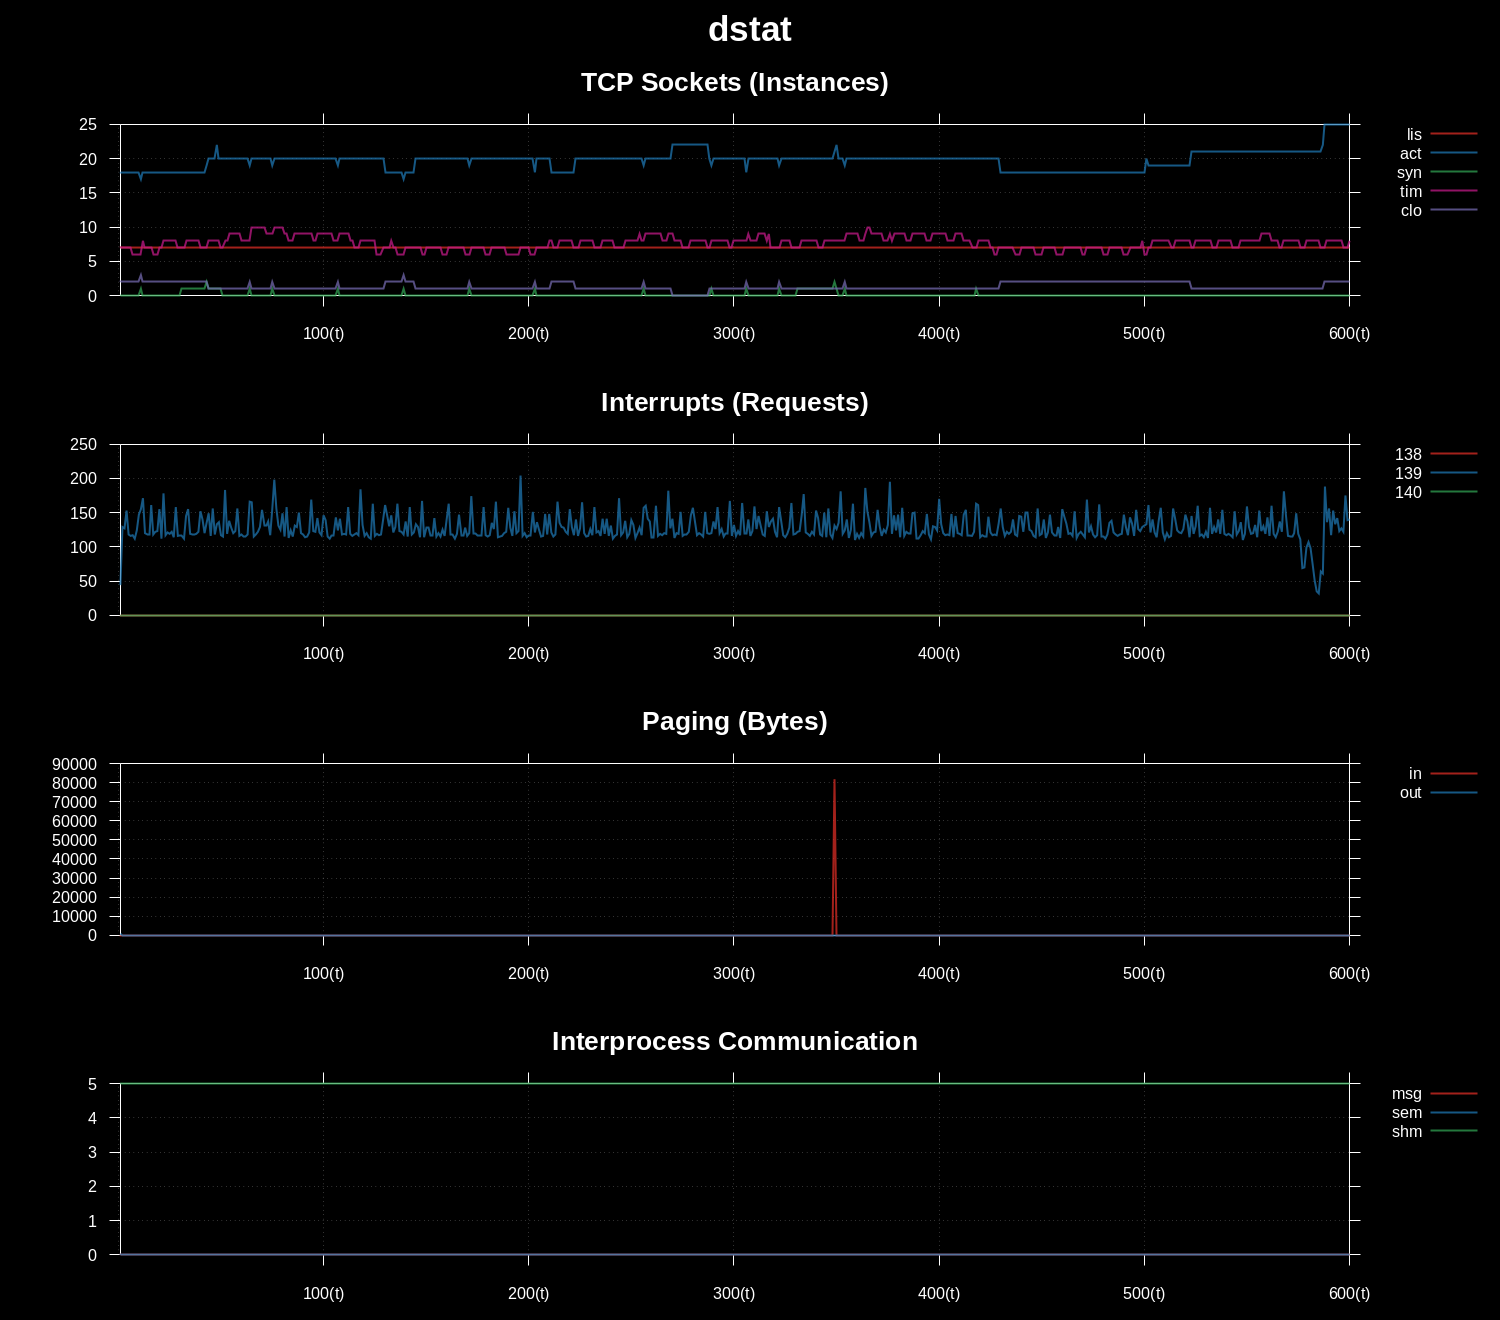 dstat
TCP Sockets (Instances)
25
20
15
10
5
0
100(t) 200(t) 300(t) 400(t) 500(t) 600(t)
lis
act
syn
tim
clo
Interrupts (Requests)
250
200
150
100
50
0
100(t) 200(t) 300(t) 400(t) 500(t) 600(t)
138
139
140
Paging (Bytes)
90000
80000
70000
60000
50000
40000
30000
20000
10000
0
100(t) 200(t) 300(t) 400(t) 500(t) 600(t)
in
out
Interprocess Communication
5
4
3
2
1
0
100(t) 200(t) 300(t) 400(t) 500(t) 600(t)
msg
sem
shm